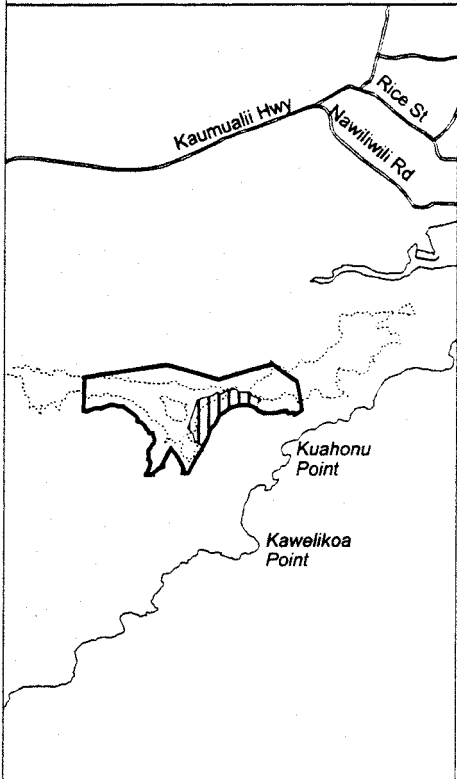 Kaumualii Hwy
Rice St
Nawiliwili Rd
Kuahonu
Point
Kawelikoa
Point